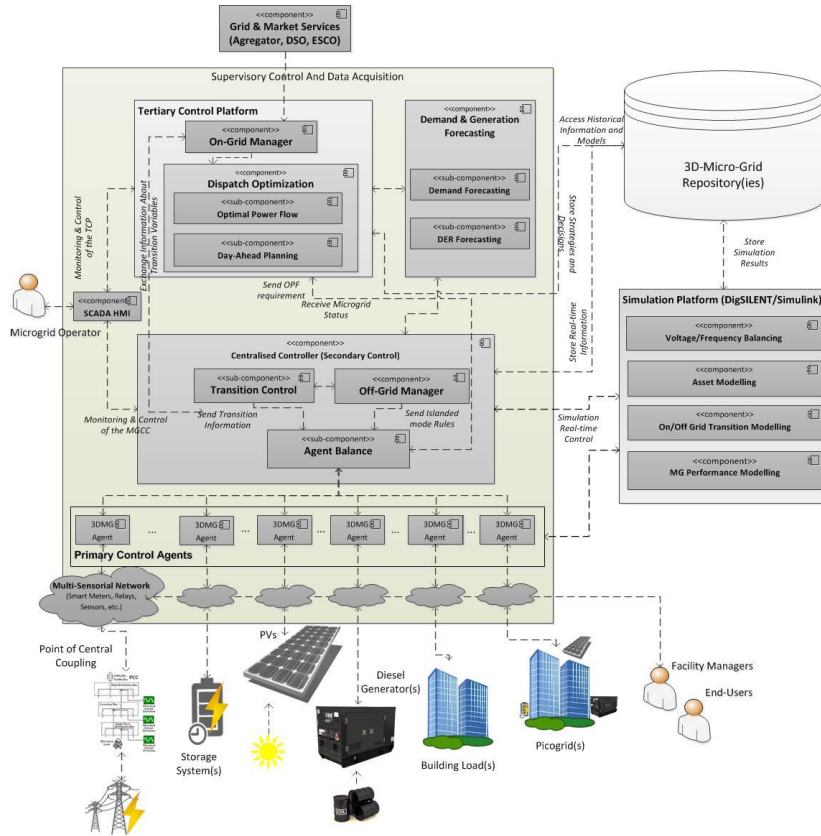 <<component>>
Grid & Market Services
(Agregator, DSO, ESCO)
Supervisory Control And Data Acquisition
Tertiary Control Platform
<<component>>
On-Grid Manager
<<component>>
Dispatch Optimization
<<sub-component>>
Optimal Power Flow
<<sub-component>>
Day-Ahead Planning
<<component>>
Demand & Generation
Forecasting
<<sub-component>>
Demand Forecasting
<<sub-component>>
DER Forecasting
Access Historical
Information and
Models
3D-Micro-Grid
Repository(ies)
Monitoring & Control
of the TCP
Exchange Information About
Transition Variables
Store Strategies and
Decisions
Store Real-time
Information
Store
Simulation
Results
Send OPF
requirement
Receive Microgrid
Status
Microgrid Operator
<<component>>
SCADA HMI
<<component>>
Centralised Controller (Secondary Control)
<<sub-component>>
Transition Control
<<sub-component>>
Off-Grid Manager
Send Transition
Information
Send Islanded
mode Rules
<<sub-component>>
Agent Balance
Monitoring & Control
of the MGCC
Simulation
Real-time
Control
Simulation Platform (DigSILENT/Simulink)
<<component>>
Voltage/Frequency Balancing
<<component>>
Asset Modelling
<<component>>
On/Off Grid Transition Modelling
<<component>>
MG Performance Modelling
3DMG
Agent
...
3DMG
Agent
...
3DMG
Agent
...
3DMG
Agent
...
3DMG
Agent
...
3DMG
Agent
Primary Control Agents
Multi-Sensorial Network
(Smart Meters, Relays,
Sensors, etc.)
Point of Central
Coupling
PCC
Storage
System(s)
PVs
Diesel
Generator(s)
OIL
Building Load(s)
Picogrid(s)
Facility Managers
End-Users